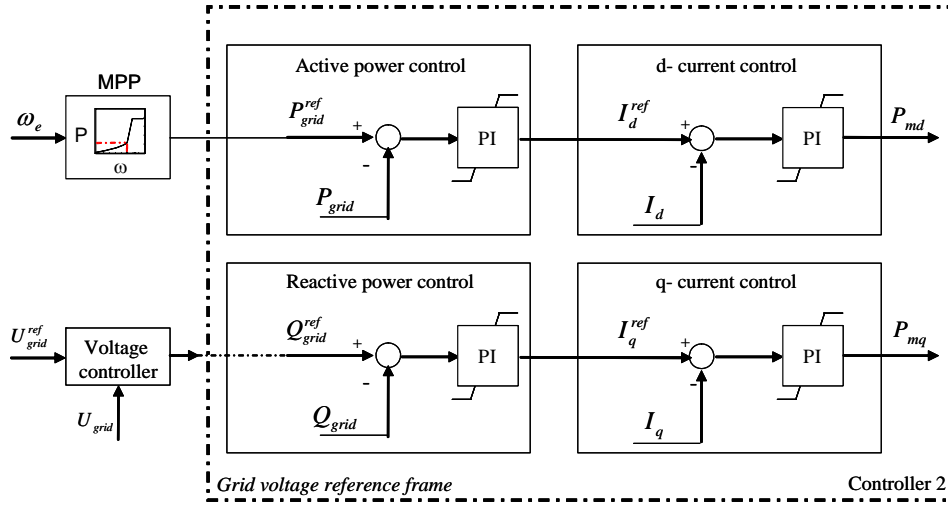 Active power control
d- current control
MPP
ω_e
P
ω
P_grid^ref
+
-
PI
P_grid
I_d^ref
+
-
PI
I_d
P_md
Reactive power control
q- current control
U_grid^ref
Voltage
controller
U_grid
Q_grid^ref
+
-
PI
Q_grid
I_q^ref
+
-
PI
I_q
P_mq
Grid voltage reference frame
Controller 2